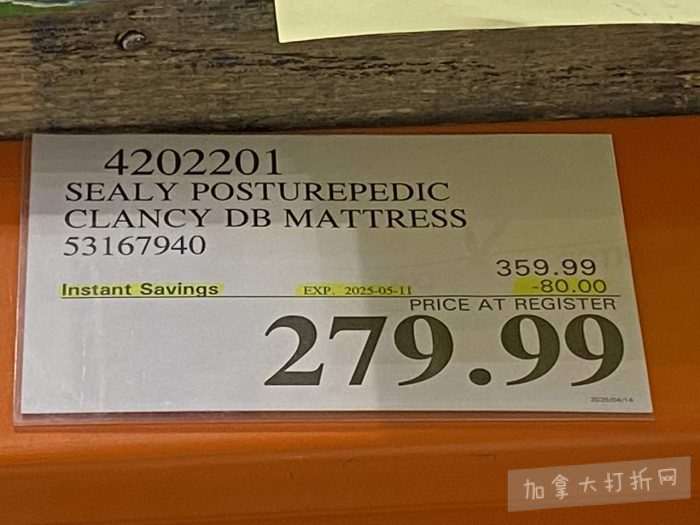 4202201
SEALY POSTUREPEDIC
CLANCY DB MATTRESS
53167940
359.99
Instant Savings EXP. 2025-05-11 -80.00
PRICE AT REGISTER
279.99
2025/04/14
加拿大打折网